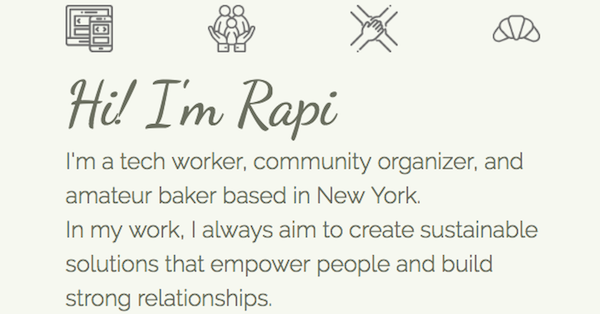 Hi! I'm Rapi
I'm a tech worker, community organizer, and
amateur baker based in New York.
In my work, I always aim to create sustainable
solutions that empower people and build
strong relationships.